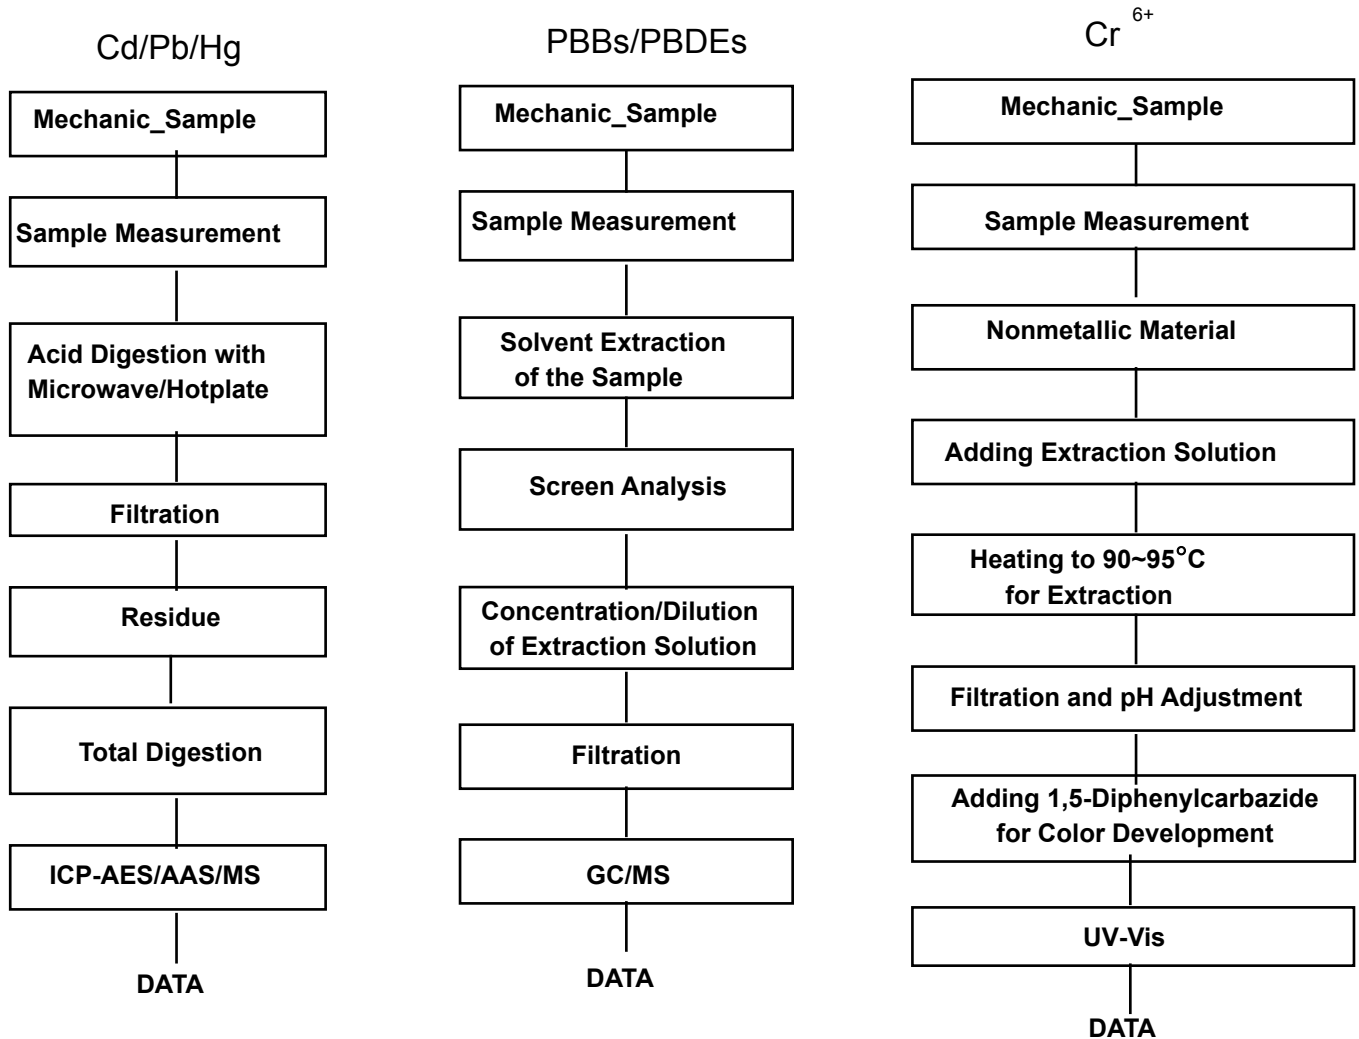 Cd/Pb/Hg
Mechanic_Sample
Sample Measurement
Acid Digestion with
Microwave/Hotplate
Filtration
Residue
Total Digestion
ICP-AES/AAS/MS
DATA
PBBs/PBDEs
Mechanic_Sample
Sample Measurement
Solvent Extraction
of the Sample
Screen Analysis
Concentration/Dilution
of Extraction Solution
Filtration
GC/MS
DATA
Cr 6+
Mechanic_Sample
Sample Measurement
Nonmetallic Material
Adding Extraction Solution
Heating to 90~95°C
for Extraction
Filtration and pH Adjustment
Adding 1,5-Diphenylcarbazide
for Color Development
UV-Vis
DATA